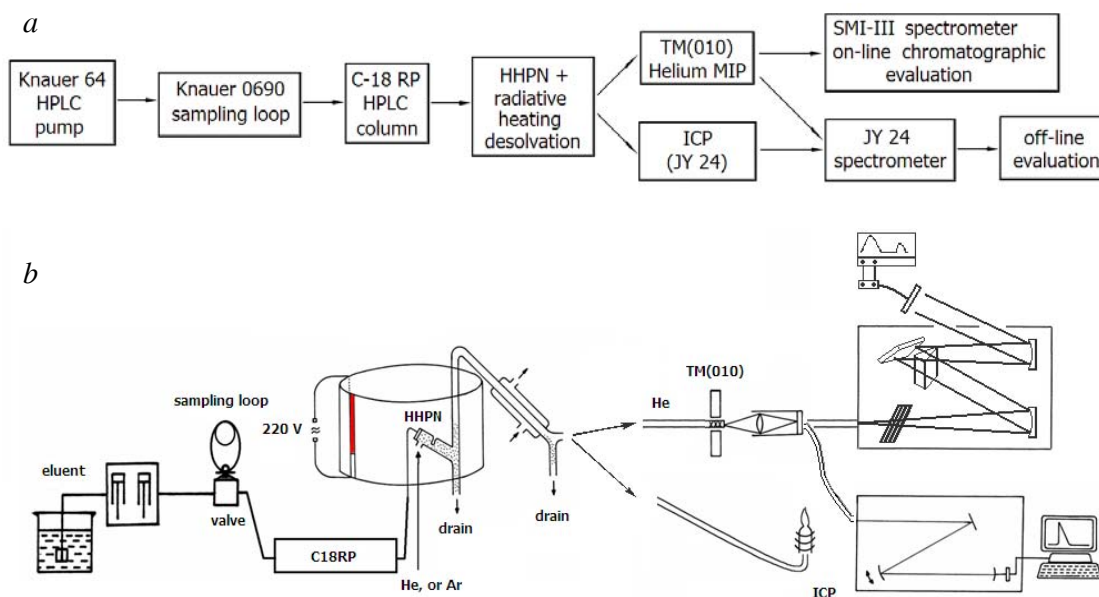 a
Knauer 64
HPLC
pump
Knauer 0690
sampling loop
C-18 RP
HPLC
column
HHPN +
radiative
heating
desolvation
TM(010)
Helium MIP
SMI-III spectrometer
on-line chromatographic
evaluation
ICP
(JY 24)
JY 24
spectrometer
off-line
evaluation
b
eluent
sampling loop
valve
C18RP
220 V
HHPN
drain
He, or Ar
drain
He
TM(010)
ICP